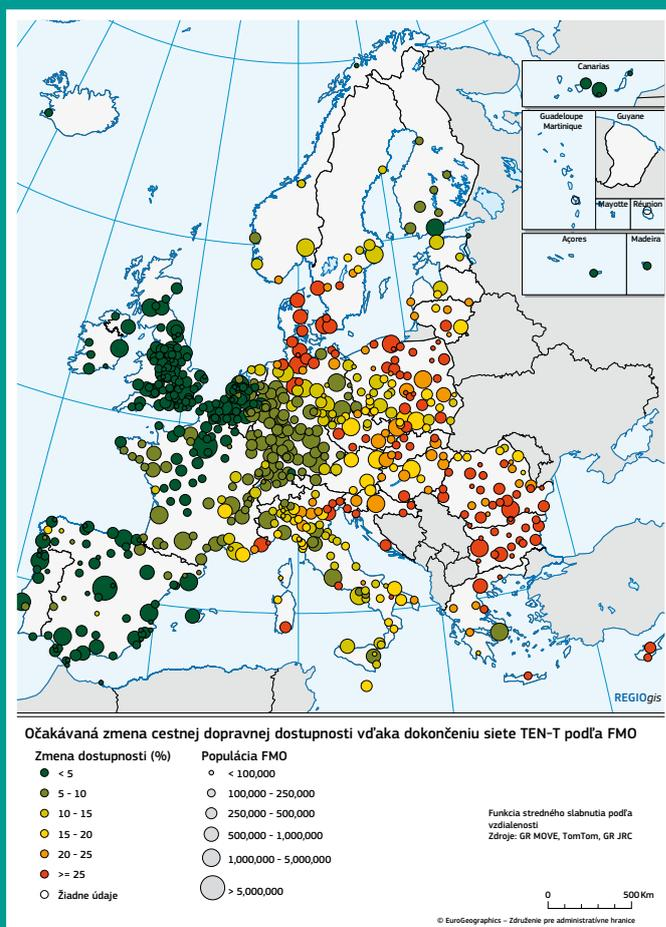 Canarias
Guadeloupe
Martinique
Guyane
Mayotte
Réunion
Açores
Madeira
REGIOgis
Očakávaná zmena cestnej dopravnej dostupnosti vďaka dokončeniu siete TEN-T podľa FMO
Zmena dostupnosti (%)
< 5
5 - 10
10 - 15
15 - 20
20 - 25
>= 25
Žiadne údaje
Populácia FMO
< 100,000
100,000 - 250,000
250,000 - 500,000
500,000 - 1,000,000
1,000,000 - 5,000,000
> 5,000,000
Funkcia stredného slabnutia podľa
vzdialenosti
Zdroje: GR MOVE, TomTom, GR JRC
0 500 Km
© EuroGeographics – Združenie pre administratívne hranice